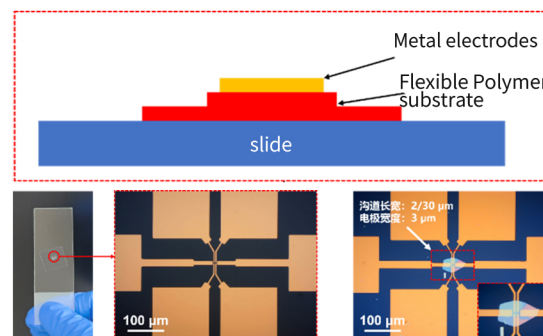 Metal electrodes
Flexible Polymer
substrate
slide
沟道长宽：2/30 μm
电极宽度：3 μm
100 μm
100 μm